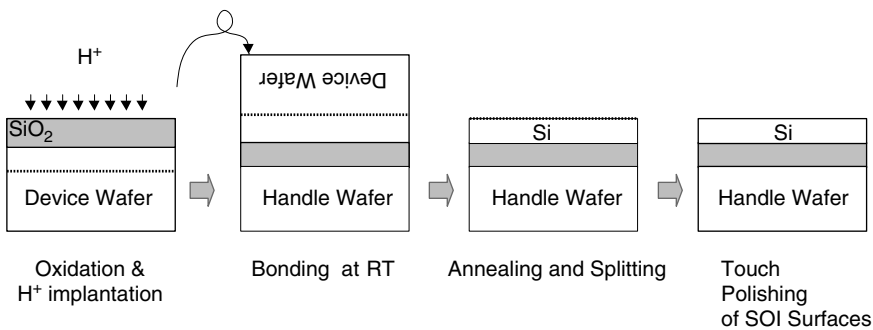 H⁺
SiO₂
Device Wafer
Oxidation &
H⁺ implantation
Device Wafer
Handle Wafer
Bonding at RT
Si
Handle Wafer
Annealing and Splitting
Si
Handle Wafer
Touch
Polishing
of SOI Surfaces